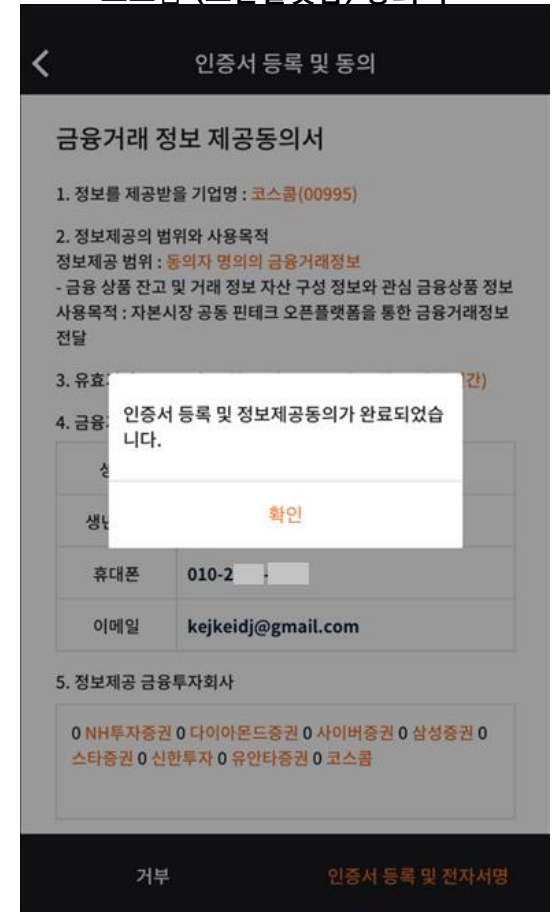 인증서 등록 및 동의
금융거래 정보 제공동의서
1. 정보를 제공받을 기업명 : 코스콤(00995)
2. 정보제공의 범위와 사용목적
정보제공 범위 : 동의자 명의의 금융거래정보
- 금융 상품 잔고 및 거래 정보 자산 구성 정보와 관심 금융상품 정보
사용목적 : 자본시장 공동 핀테크 오픈플랫폼을 통한 금융거래정보
전달
3. 유효
간)
4. 금융
인증서 등록 및 정보제공동의가 완료되었습
니다.
확인
휴대폰 010-2 -
이메일 kejkeidj@gmail.com
5. 정보제공 금융투자회사
0 NH투자증권 0 다이아몬드증권 0 사이버증권 0 삼성증권 0
스타증권 0 신한투자 0 유안타증권 0 코스콤
거부 인증서 등록 및 전자서명